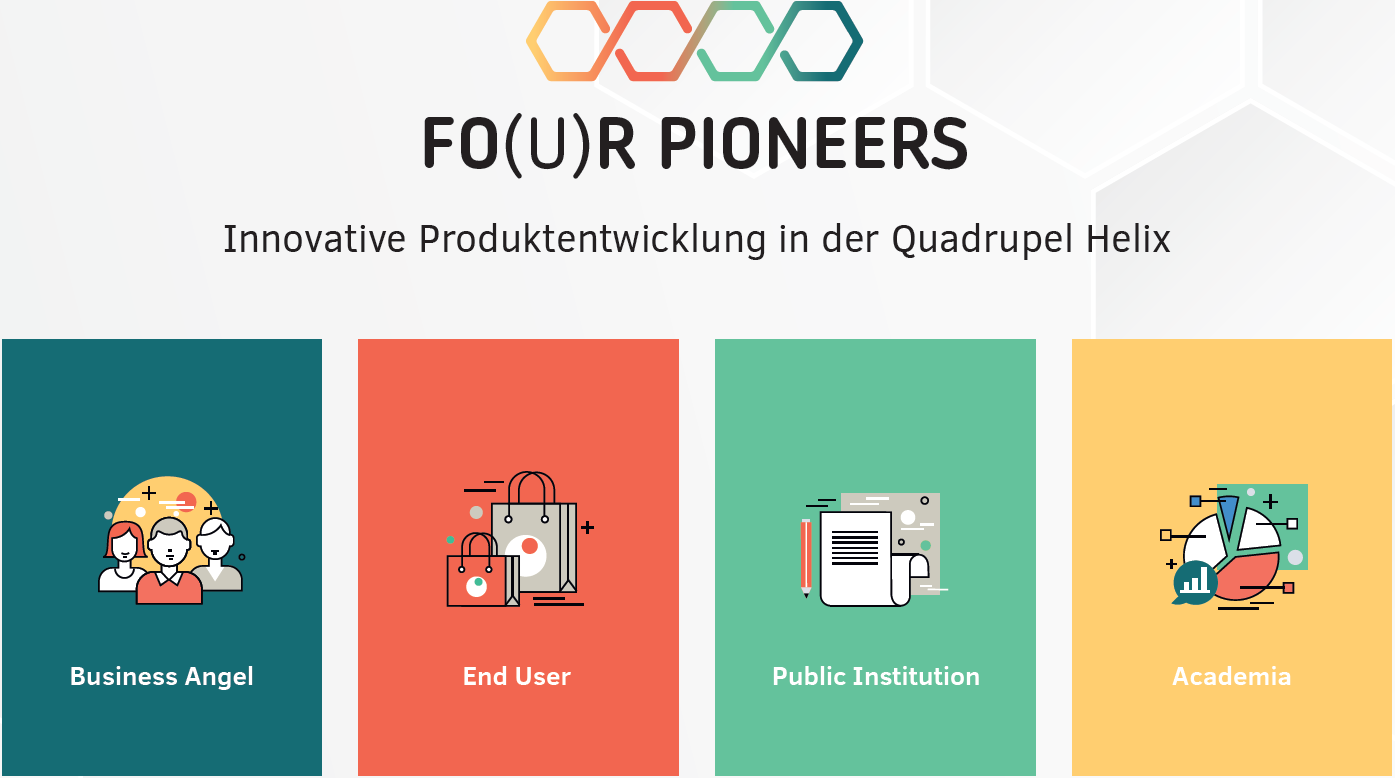 FO(U)R PIONEERS
Innovative Produktentwicklung in der Quadrupel Helix
Business Angel
End User
Public Institution
Academia